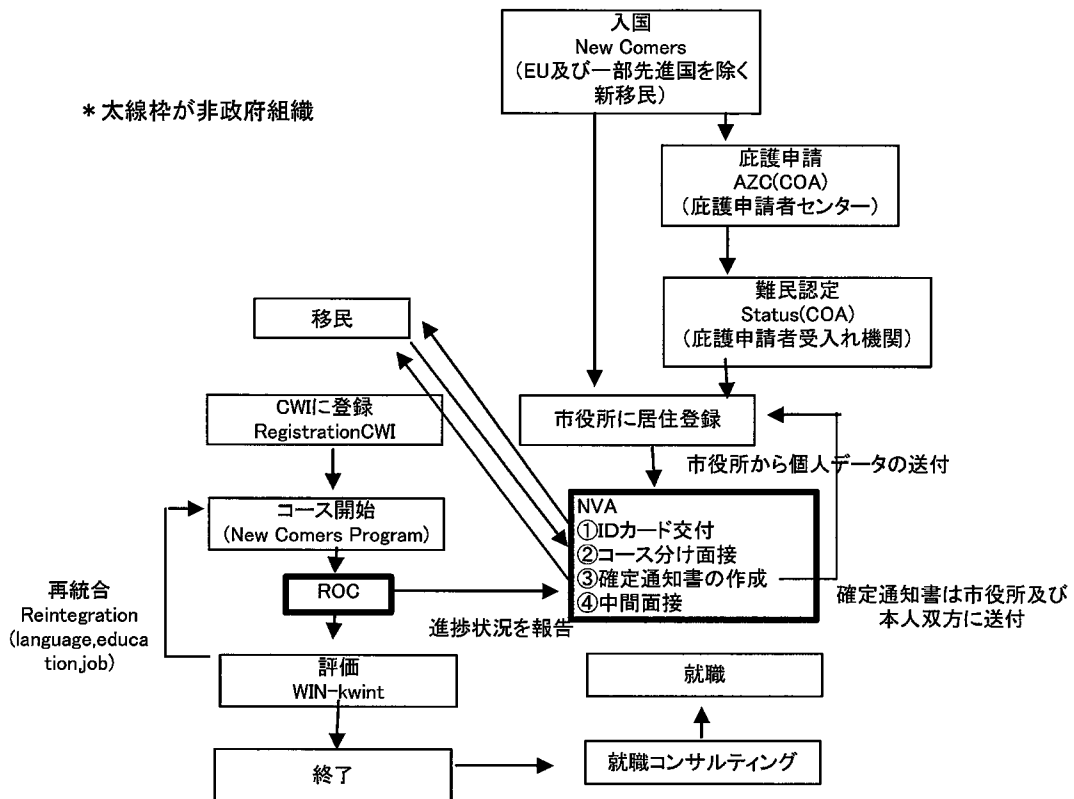 入国
New Comers
(EU及び一部先進国を除く
新移民)
*太線枠が非政府組織
庇護申請
AZC(COA)
(庇護申請者センター)
難民認定
Status(COA)
(庇護申請者受入れ機関)
移民
CWIに登録
RegistrationCWI
市役所に居住登録
市役所から個人データの送付
コース開始
(New Comers Program)
NVA
①IDカード交付
②コース分け面接
③確定通知書の作成
④中間面接
ROC
再統合
Reintegration
(language,educa
tion,job)
進捗状況を報告
確定通知書は市役所及び
本人双方に送付
評価
WIN-kwint
就職
終了
就職コンサルティング